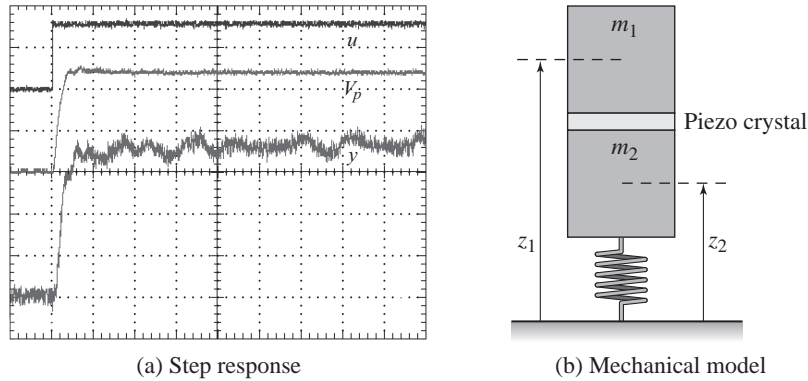 u
V_p
y
(a) Step response
m_1
Piezo crystal
m_2
z_1
z_2
(b) Mechanical model